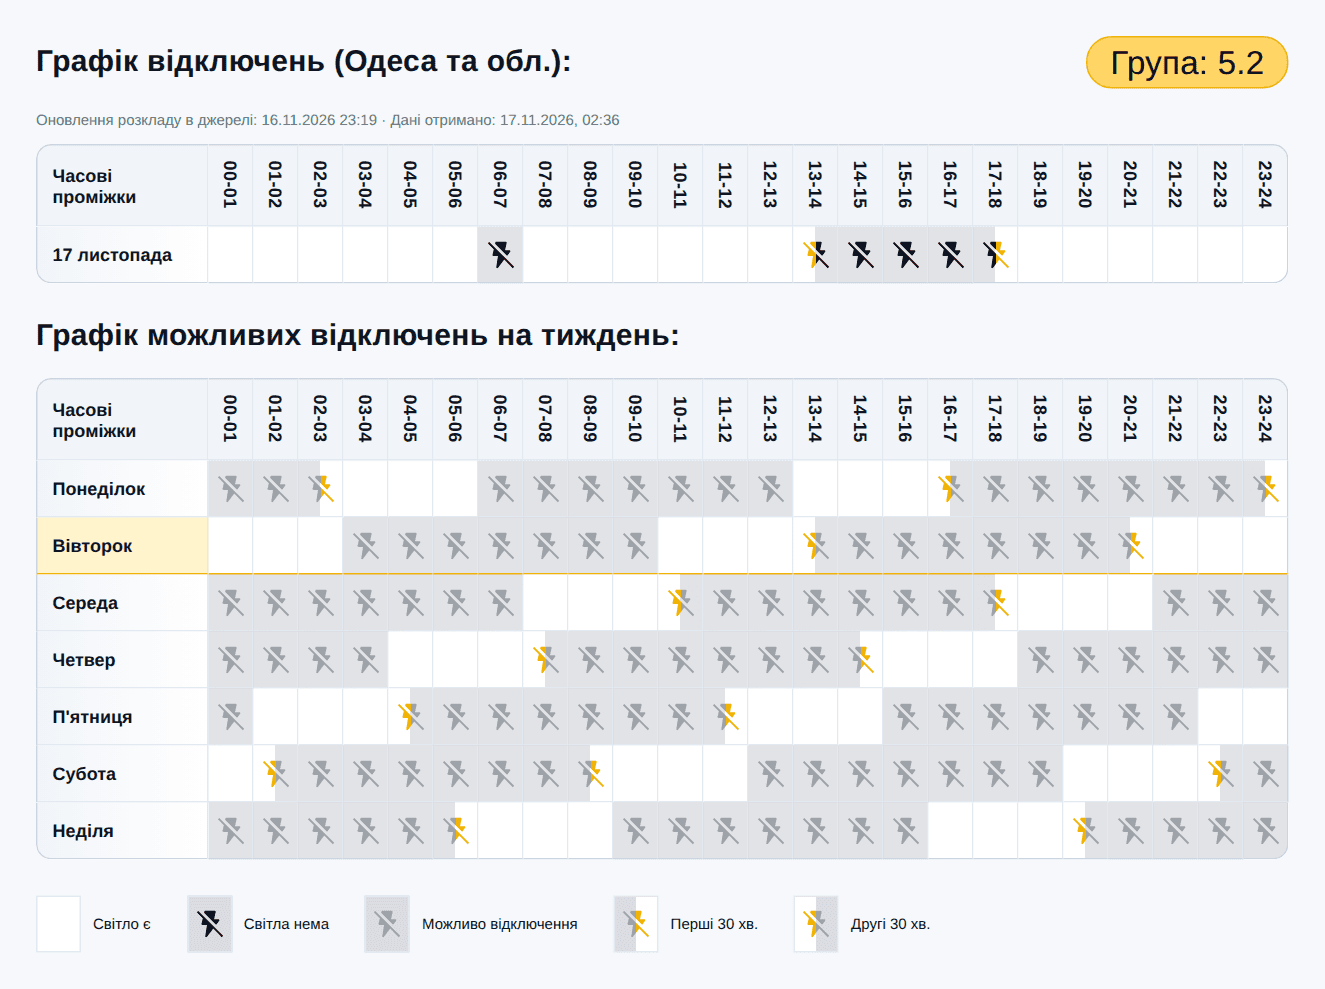 Графік відключень (Одеса та обл.):
Група: 5.2
Оновлення розкладу в джерелі: 16.11.2026 23:19 · Дані отримано: 17.11.2026, 02:36
Часові проміжки 00-01 01-02 02-03 03-04 04-05 05-06 06-07 07-08 08-09 09-10 10-11 11-12 12-13 13-14 14-15 15-16 16-17 17-18 18-19 19-20 20-21 21-22 22-23 23-24
17 листопада
Графік можливих відключень на тиждень:
Часові проміжки 00-01 01-02 02-03 03-04 04-05 05-06 06-07 07-08 08-09 09-10 10-11 11-12 12-13 13-14 14-15 15-16 16-17 17-18 18-19 19-20 20-21 21-22 22-23 23-24
Понеділок
Вівторок
Середа
Четвер
П'ятниця
Субота
Неділя
Світло є Світла нема Можливо відключення Перші 30 хв. Другі 30 хв.